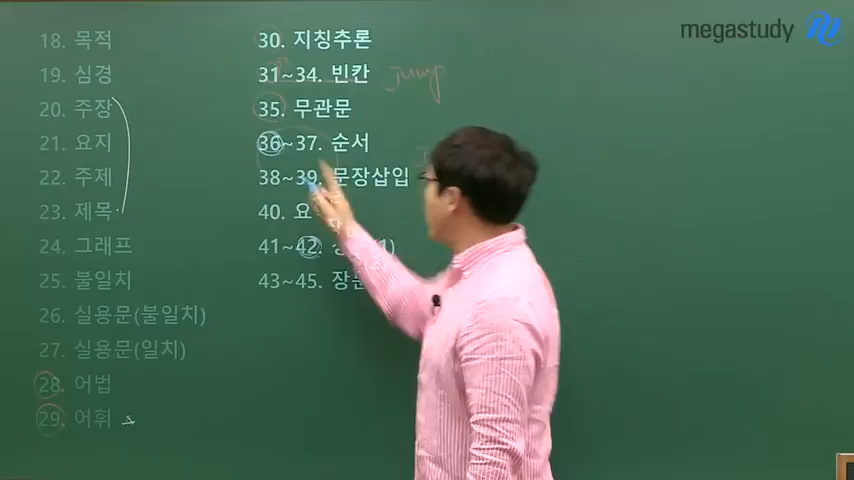 megastudy
18. 목적
19. 심경
20. 주장
21. 요지
22. 주제
23. 제목
24. 그래프
25. 불일치
26. 실용문(불일치)
27. 실용문(일치)
28. 어법
29. 어휘
30. 지칭추론
31~34. 빈칸 Jump
35. 무관문
36~37. 순서
38~39. 문장삽입
40. 요
41~42. 1)
43~45. 장문